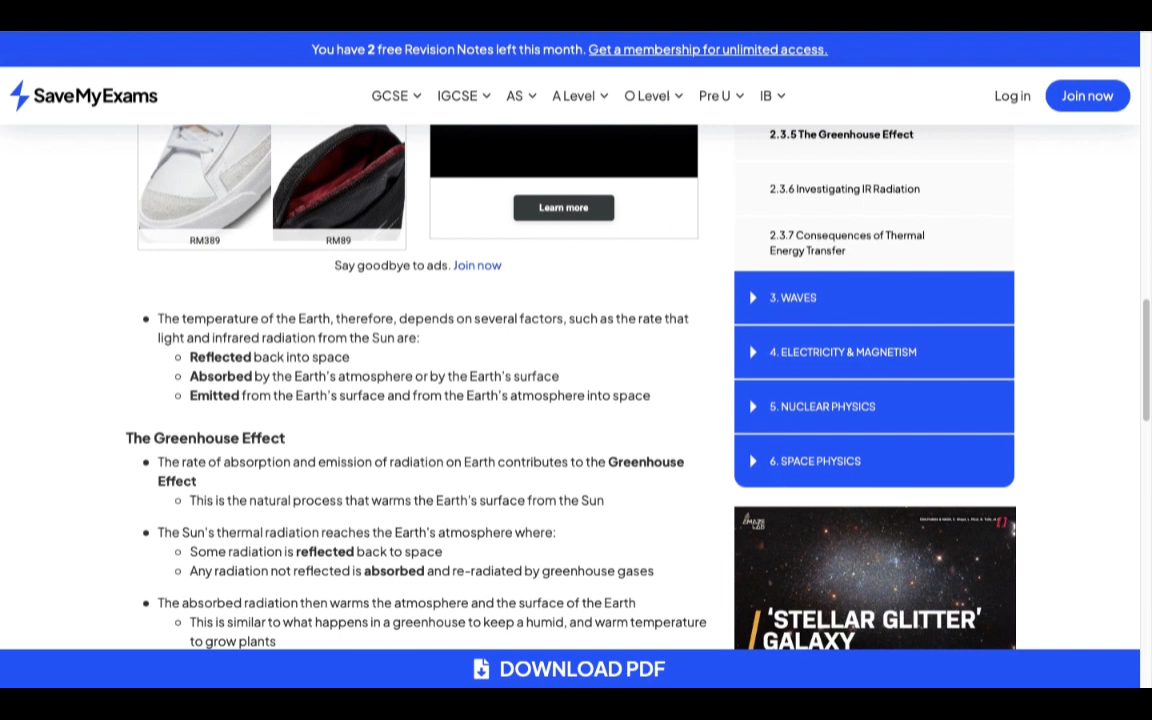 You have 2 free Revision Notes left this month. Get a membership for unlimited access.
SaveMyExams
GCSE
IGCSE
AS
A Level
O Level
Pre U
IB
Log in
Join now
RM389
RM89
Learn more
Say goodbye to ads. Join now
The temperature of the Earth, therefore, depends on several factors, such as the rate that
light and infrared radiation from the Sun are:
Reflected back into space
Absorbed by the Earth's atmosphere or by the Earth's surface
Emitted from the Earth's surface and from the Earth's atmosphere into space
The Greenhouse Effect
The rate of absorption and emission of radiation on Earth contributes to the Greenhouse
Effect
This is the natural process that warms the Earth's surface from the Sun
The Sun's thermal radiation reaches the Earth's atmosphere where:
Some radiation is reflected back to space
Any radiation not reflected is absorbed and re-radiated by greenhouse gases
The absorbed radiation then warms the atmosphere and the surface of the Earth
This is similar to what happens in a greenhouse to keep a humid, and warm temperature
to grow plants
2.3.5 The Greenhouse Effect
2.3.6 Investigating IR Radiation
2.3.7 Consequences of Thermal
Energy Transfer
3. WAVES
4. ELECTRICITY & MAGNETISM
5. NUCLEAR PHYSICS
6. SPACE PHYSICS
'STELLAR GLITTER'
GALAXY
DOWNLOAD PDF